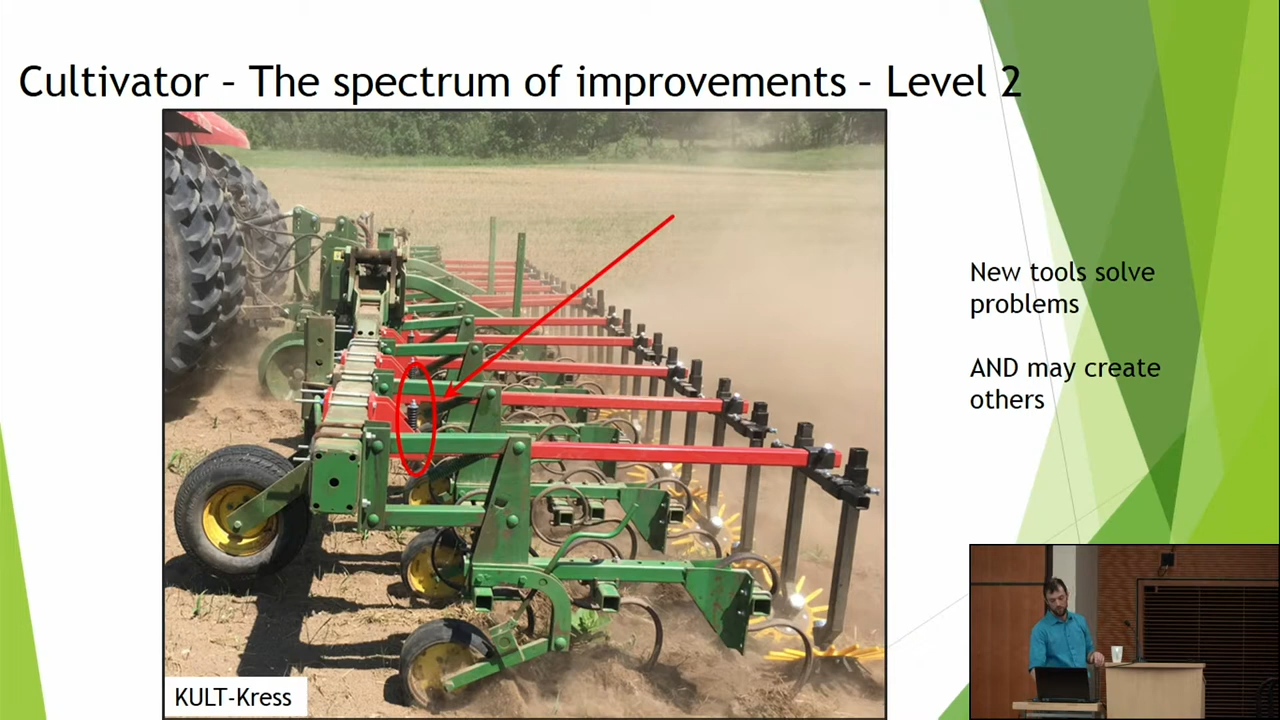 Cultivator – The spectrum of improvements – Level 2
New tools solve
problems
AND may create
others
KULT-Kress